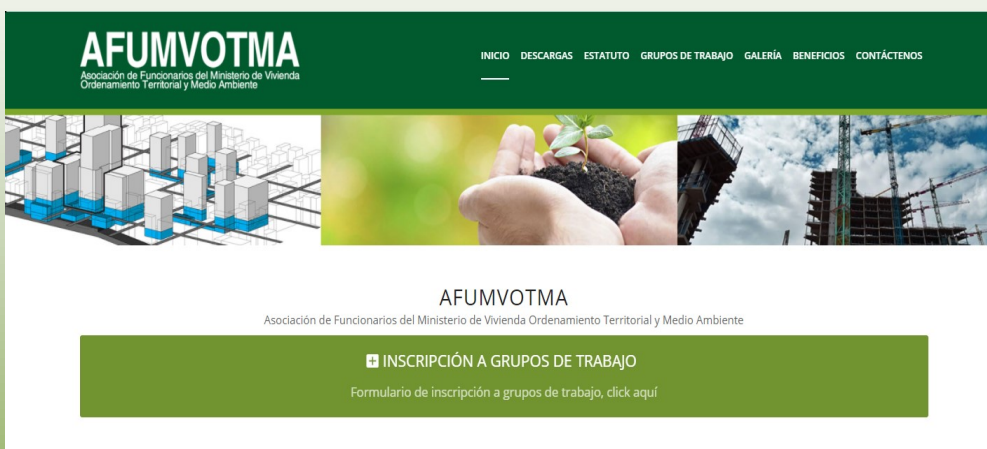 AFUMVOTMA
Asociación de Funcionarios del Ministerio de Vivienda
Ordenamiento Territorial y Medio Ambiente
INICIO DESCARGAS ESTATUTO GRUPOS DE TRABAJO GALERÍA BENEFICIOS CONTÁCTENOS
AFUMVOTMA
Asociación de Funcionarios del Ministerio de Vivienda Ordenamiento Territorial y Medio Ambiente
INSCRIPCIÓN A GRUPOS DE TRABAJO
Formulario de inscripción a grupos de trabajo, click aquí